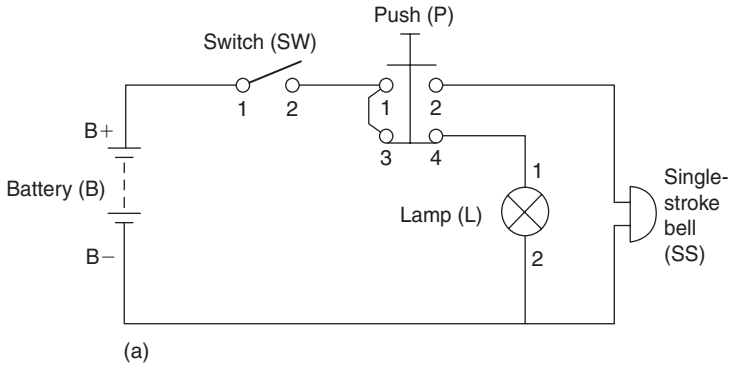 Push (P)
Switch (SW)
1 2 1 2
B+
3 4
1
Battery (B)
Lamp (L)
Single-
stroke
bell
(SS)
B−
2
(a)